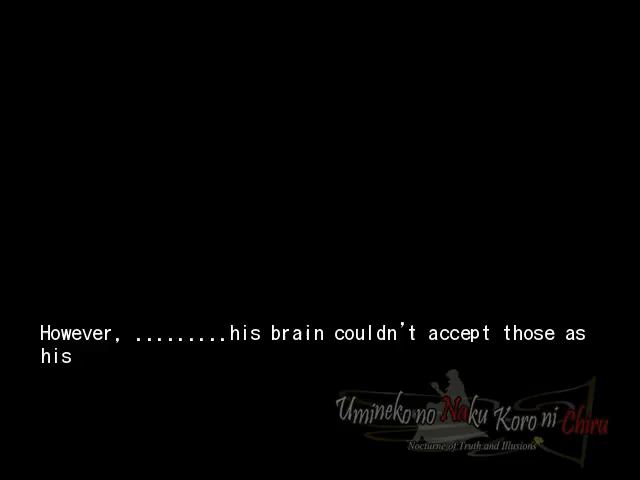 However, .........his brain couldn't accept those as
his
Umineko no Naku Koro ni Chiru
Nocturne of Truth and Illusions